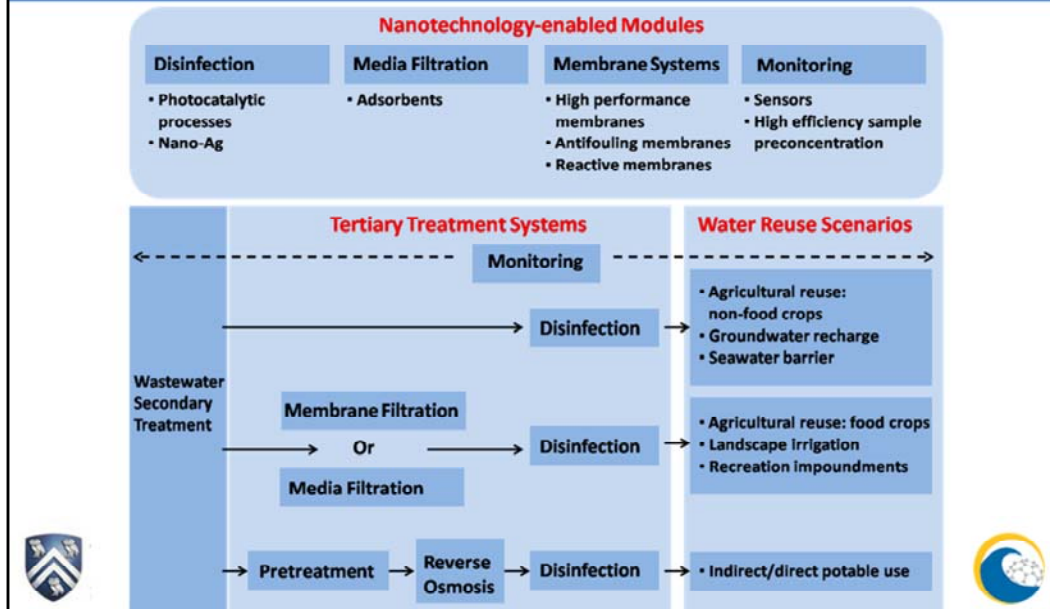 Nanotechnology-enabled Modules
Disinfection
• Photocatalytic
processes
• Nano-Ag
Media Filtration
• Adsorbents
Membrane Systems
• High performance
membranes
• Antifouling membranes
• Reactive membranes
Monitoring
• Sensors
• High efficiency sample
preconcentration
Tertiary Treatment Systems
Water Reuse Scenarios
Monitoring
Wastewater
Secondary
Treatment
Disinfection
• Agricultural reuse:
non-food crops
• Groundwater recharge
• Seawater barrier
Membrane Filtration
Or
Media Filtration
Disinfection
• Agricultural reuse: food crops
• Landscape irrigation
• Recreation impoundments
Pretreatment
Reverse
Osmosis
Disinfection
• Indirect/direct potable use